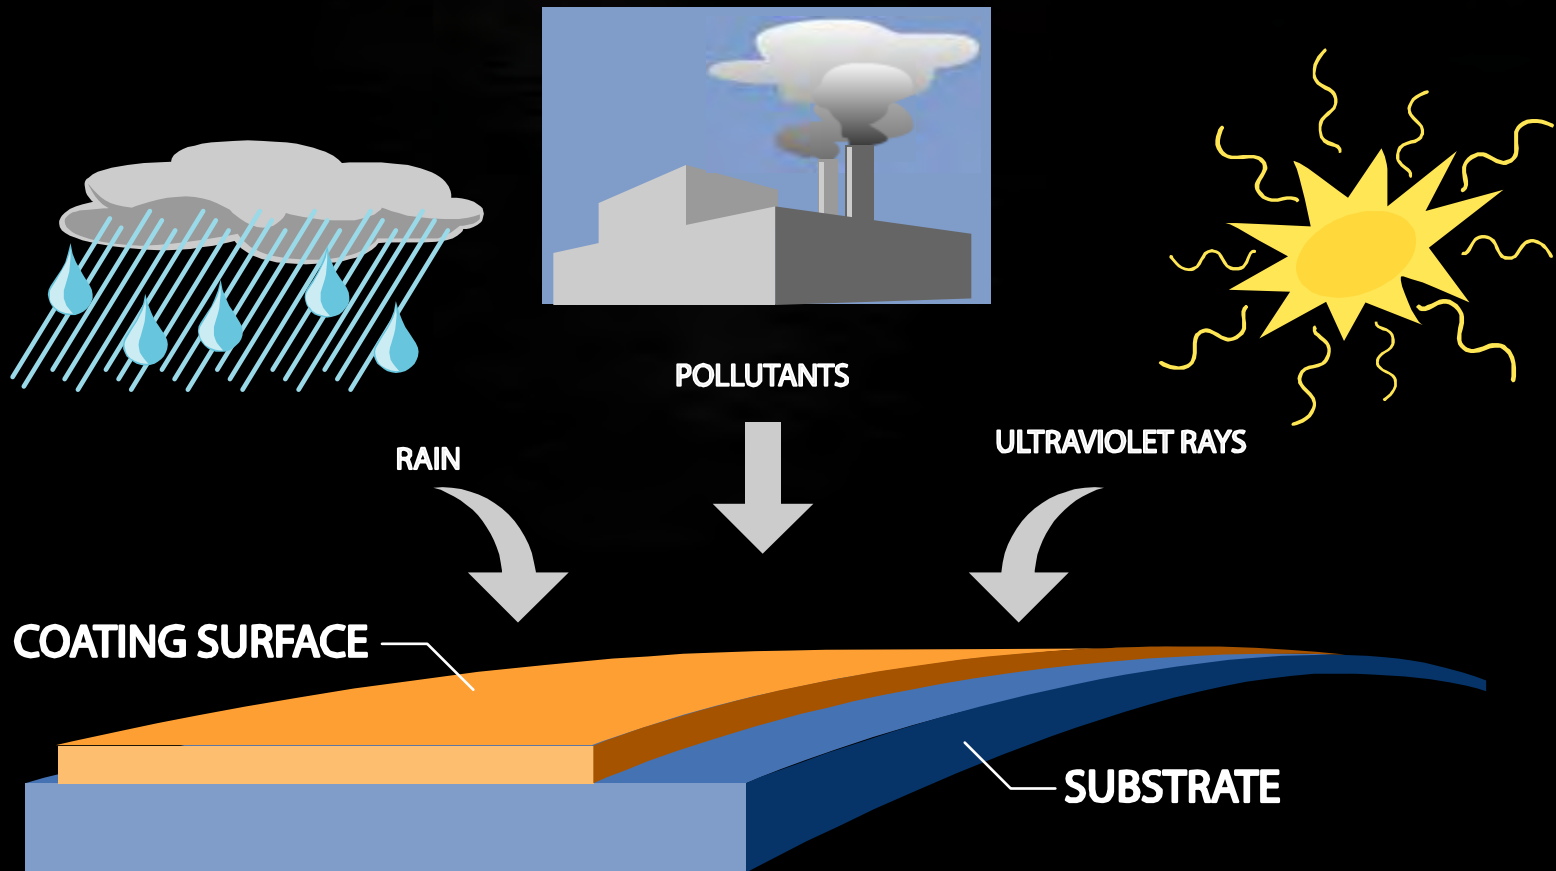 POLLUTANTS
RAIN
ULTRAVIOLET RAYS
COATING SURFACE
SUBSTRATE